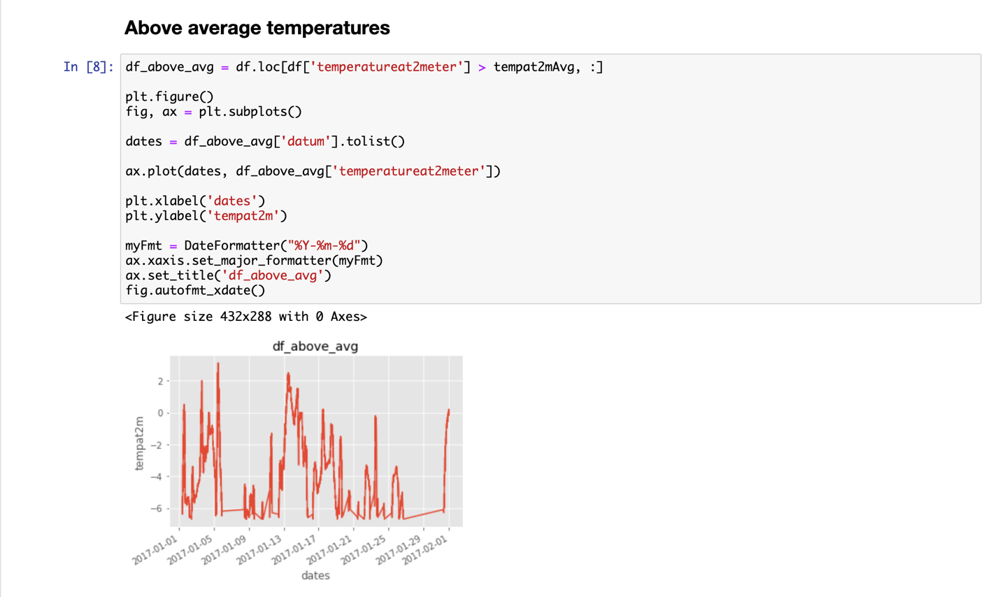 Above average temperatures
In [8]:
df_above_avg = df.loc[df['temperatureat2meter'] > tempat2mAvg, :]
plt.figure()
fig, ax = plt.subplots()
dates = df_above_avg['datum'].tolist()
ax.plot(dates, df_above_avg['temperatureat2meter'])
plt.xlabel('dates')
plt.ylabel('tempat2m')
myFmt = DateFormatter("%Y-%m-%d")
ax.xaxis.set_major_formatter(myFmt)
ax.set_title('df_above_avg')
fig.autofmt_xdate()
<Figure size 432x288 with 0 Axes>
df_above_avg
tempat2m
2
0
−2
−4
−6
2017-01-01
2017-01-05
2017-01-09
2017-01-13
2017-01-17
2017-01-21
2017-01-25
2017-01-29
2017-02-01
dates